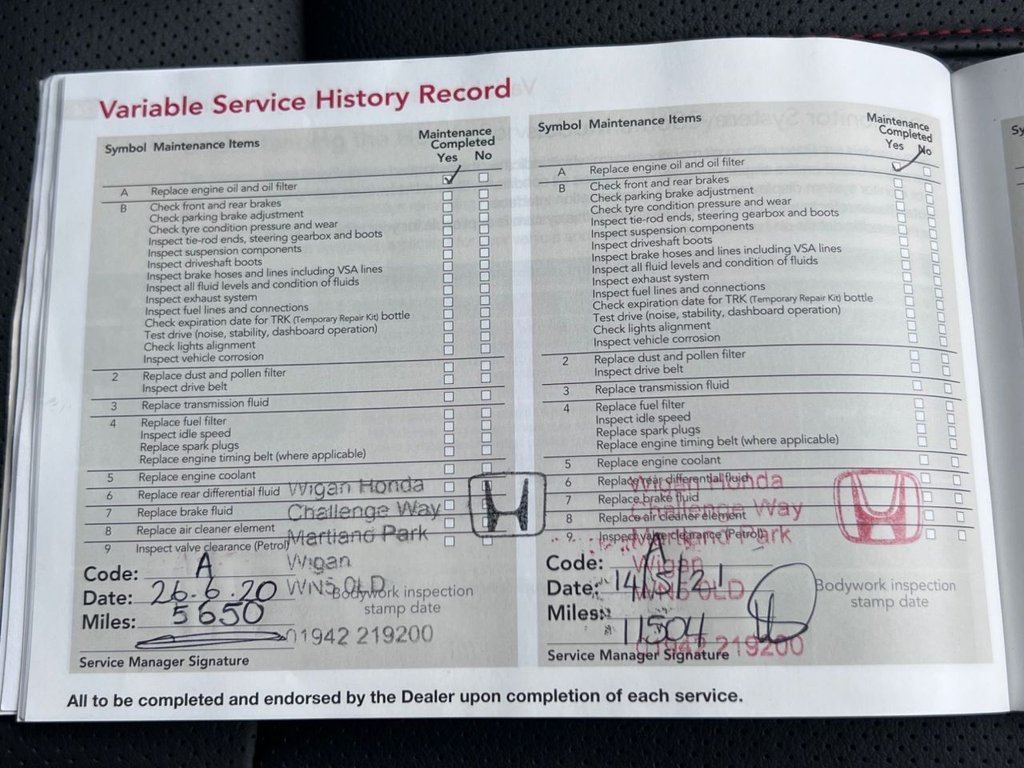 Variable Service History Record
Symbol Maintenance Items
Maintenance
Completed
Yes No
A Replace engine oil and oil filter
B Check front and rear brakes
Check parking brake adjustment
Check tyre condition pressure and wear
Inspect tie-rod ends, steering gearbox and boots
Inspect suspension components
Inspect driveshaft boots
Inspect brake hoses and lines including VSA lines
Inspect all fluid levels and condition of fluids
Inspect exhaust system
Inspect fuel lines and connections
Check expiration date for TRK (Temporary Repair Kit) bottle
Test drive (noise, stability, dashboard operation)
Check lights alignment
Inspect vehicle corrosion
2 Replace dust and pollen filter
Inspect drive belt
3 Replace transmission fluid
4 Replace fuel filter
Inspect idle speed
Replace spark plugs
Replace engine timing belt (where applicable)
5 Replace engine coolant
6 Replace rear differential fluid
7 Replace brake fluid
8 Replace air cleaner element
9 Inspect valve clearance (Petrol)
Wigan Honda
Challenge Way
Martland Park
Wigan
WN5 0LD
01942 219200
Code: A
Date: 26.6.20
Miles: 5650
Bodywork inspection
stamp date
Service Manager Signature
Symbol Maintenance Items
Maintenance
Completed
Yes No
A Replace engine oil and oil filter
B Check front and rear brakes
Check parking brake adjustment
Check tyre condition pressure and wear
Inspect tie-rod ends, steering gearbox and boots
Inspect suspension components
Inspect driveshaft boots
Inspect brake hoses and lines including VSA lines
Inspect all fluid levels and condition of fluids
Inspect exhaust system
Inspect fuel lines and connections
Check expiration date for TRK (Temporary Repair Kit) bottle
Test drive (noise, stability, dashboard operation)
Check lights alignment
Inspect vehicle corrosion
2 Replace dust and pollen filter
Inspect drive belt
3 Replace transmission fluid
4 Replace fuel filter
Inspect idle speed
Replace spark plugs
Replace engine timing belt (where applicable)
5 Replace engine coolant
6 Replace rear differential fluid
7 Replace brake fluid
8 Replace air cleaner element
9. Inspect valve clearance (Petrol)
Wigan Honda
Challenge Way
Martland Park
Wigan
WN5 0LD
01942 219200
Code: A
Date: 14/5/21
Miles: 11504
Bodywork inspection
stamp date
Service Manager Signature
All to be completed and endorsed by the Dealer upon completion of each service.